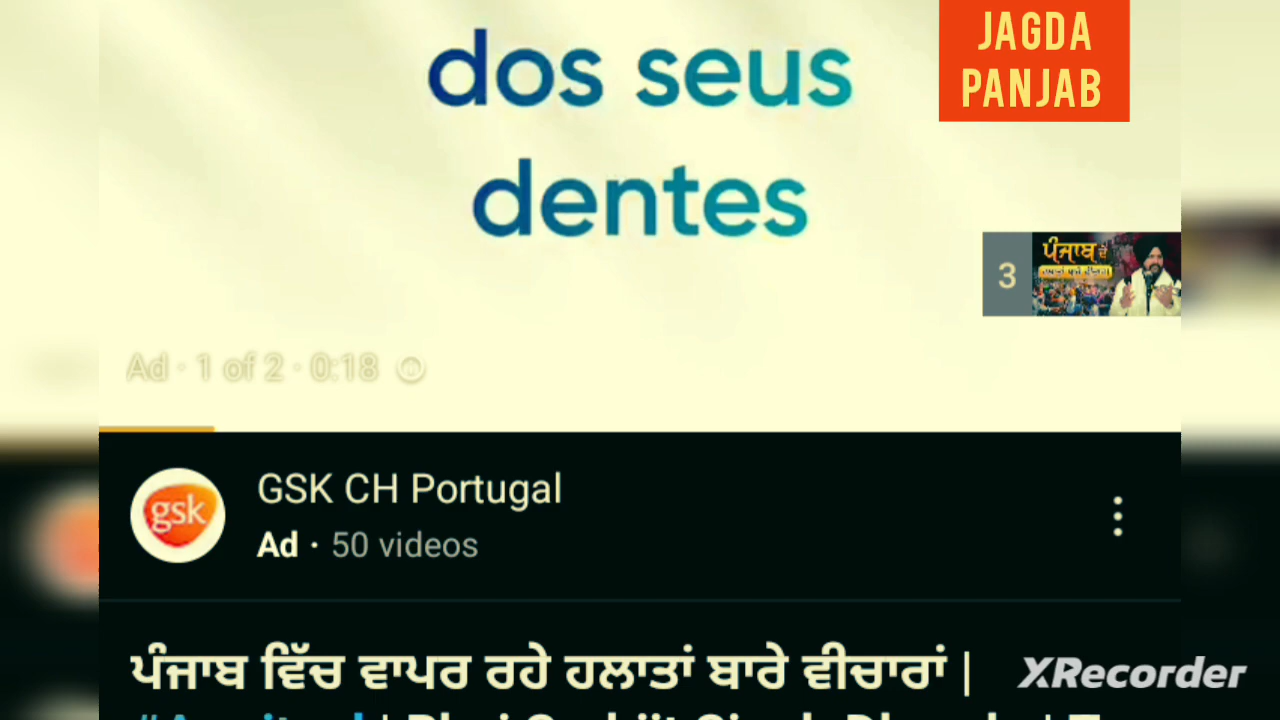 JAGDA
PANJAB
dos seus
dentes
3
ਪੰਜਾਬ ਦੇ
Ad · 1 of 2 · 0:18
gsk
GSK CH Portugal
Ad · 50 videos
ਪੰਜਾਬ ਵਿੱਚ ਵਾਪਰ ਰਹੇ ਹਲਾਤਾਂ ਬਾਰੇ ਵੀਚਾਰਾਂ |
XRecorder